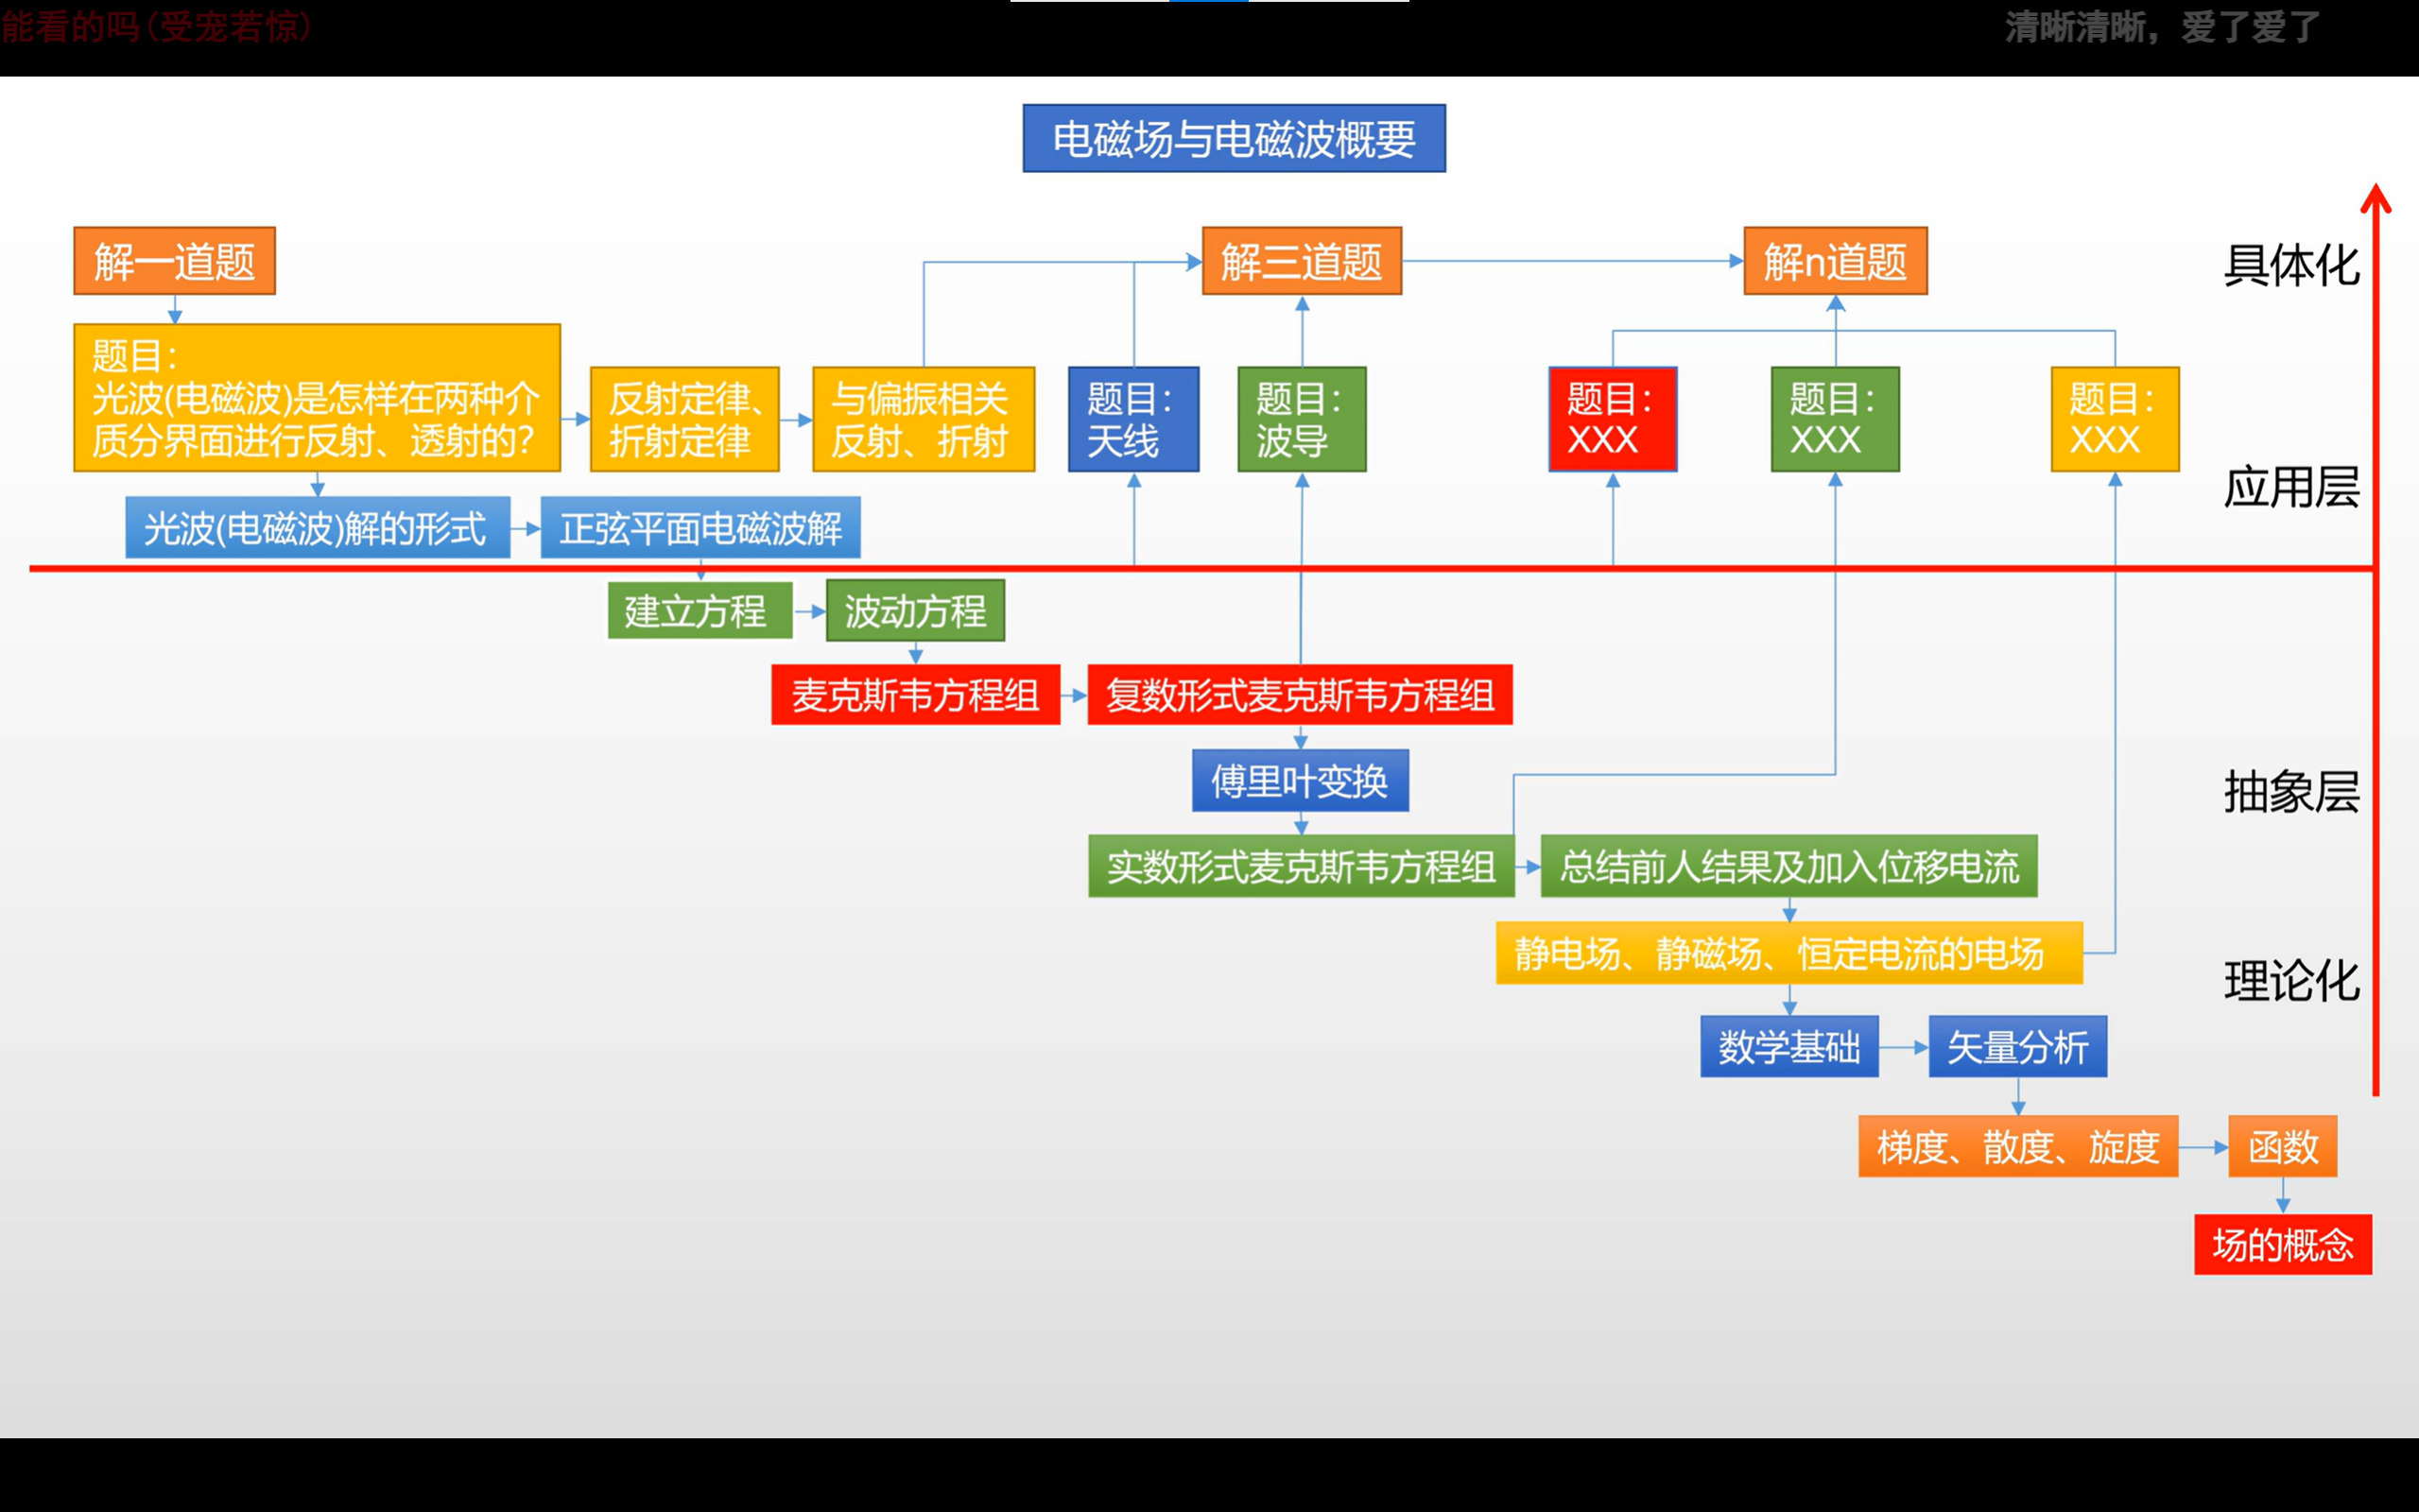 能看的吗(受宠若惊)
清晰清晰，爱了爱了
电磁场与电磁波概要
解一道题
解三道题
解n道题
具体化
题目：
光波(电磁波)是怎样在两种介
质分界面进行反射、透射的?
反射定律、
折射定律
与偏振相关
反射、折射
题目：
天线
题目：
波导
题目：
XXX
题目：
XXX
题目：
XXX
应用层
光波(电磁波)解的形式
正弦平面电磁波解
建立方程
波动方程
麦克斯韦方程组
复数形式麦克斯韦方程组
傅里叶变换
抽象层
实数形式麦克斯韦方程组
总结前人结果及加入位移电流
静电场、静磁场、恒定电流的电场
理论化
数学基础
矢量分析
梯度、散度、旋度
函数
场的概念